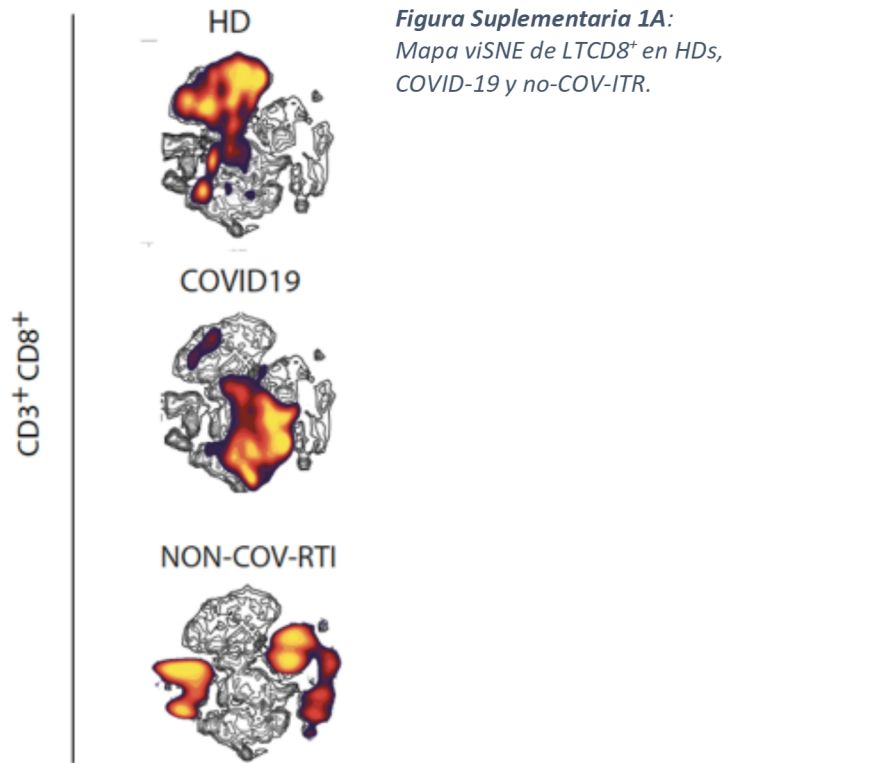 HD
Figura Suplementaria 1A:
Mapa viSNE de LTCD8⁺ en HDs,
COVID-19 y no-COV-ITR.
COVID19
CD3⁺ CD8⁺
NON-COV-RTI